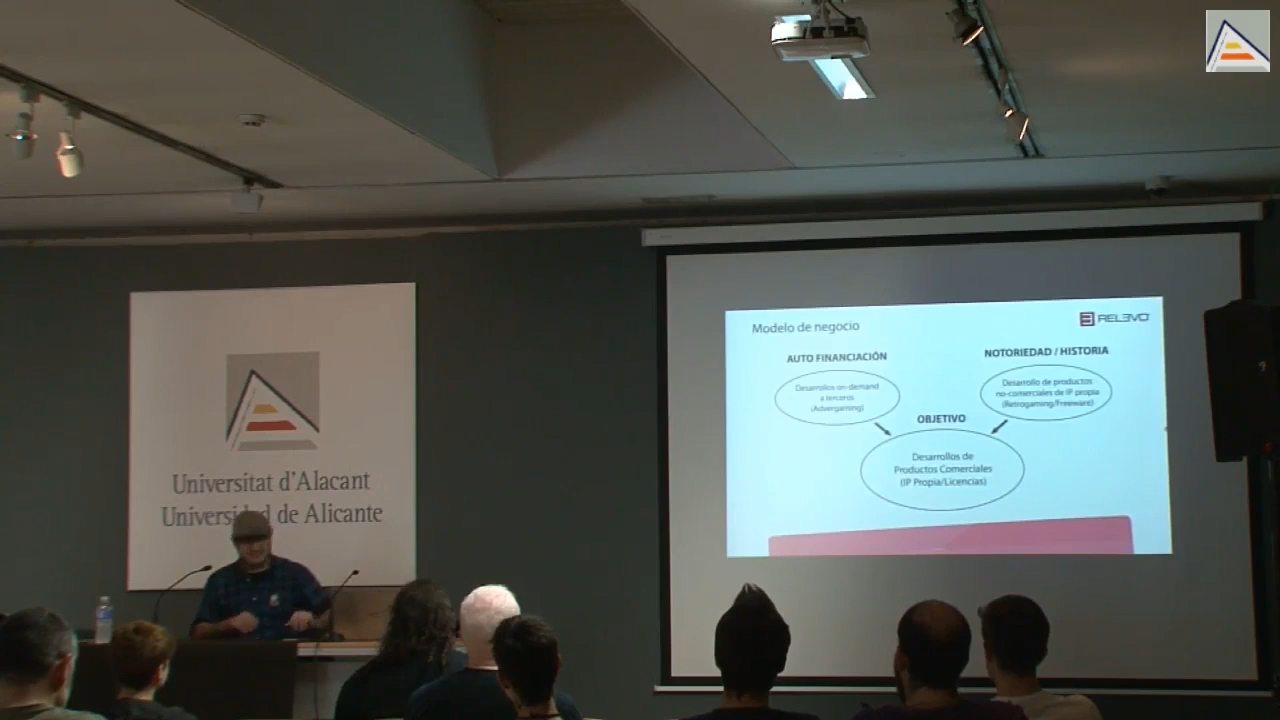 Universitat d'Alacant
Universidad de Alicante
Modelo de negocio
RELEVO
AUTO FINANCIACIÓN
Desarrollos on-demand
a terceros
(Advergaming)
NOTORIEDAD / HISTORIA
Desarrollo de productos
no-comerciales de IP propia
(Retrogaming/Freeware)
OBJETIVO
Desarrollos de
Productos Comerciales
(IP Propia/Licencias)